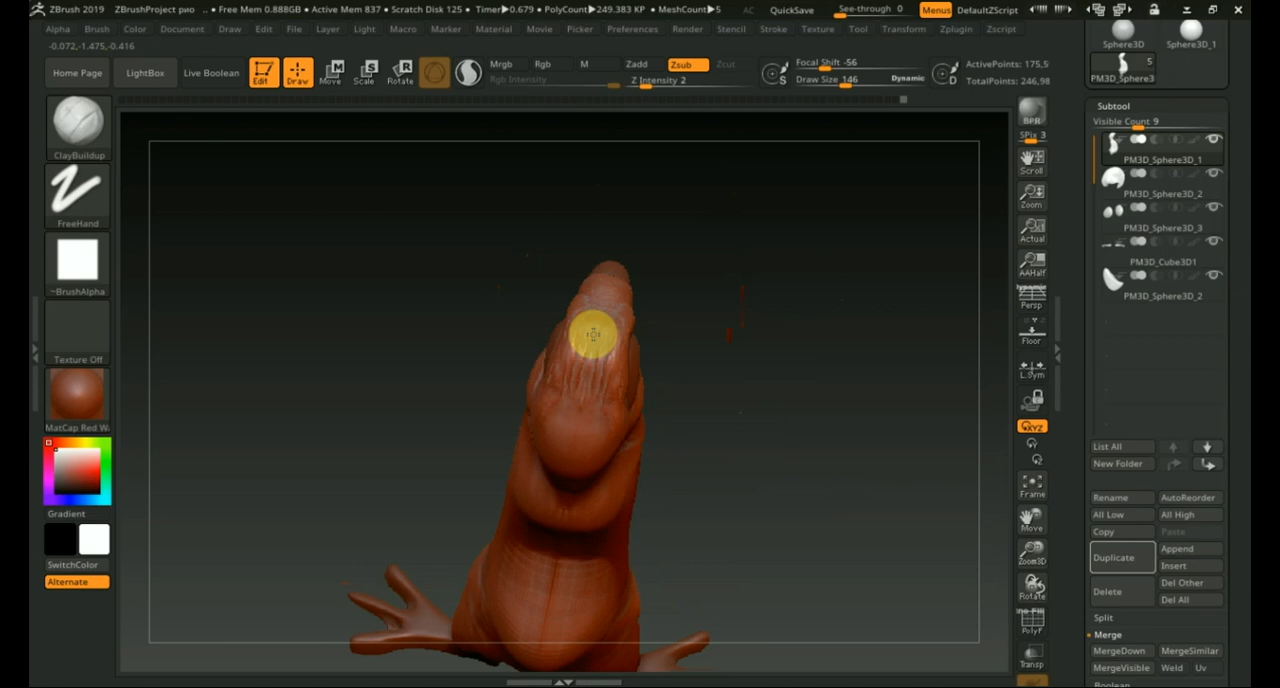 ZBrush 2019 ZBrushProject рио .. • Free Mem 0.888GB • Active Mem 837 • Scratch Disk 125 • Timer▶0.679 • PolyCount▶249.383 KP • MeshCount▶5 AC QuickSave See-through 0 Menus DefaultZScript
Alpha Brush Color Document Draw Edit File Layer Light Macro Marker Material Movie Picker Preferences Render Stencil Stroke Texture Tool Transform Zplugin Zscript
-0.072,-1.475,-0.416
Home Page LightBox Live Boolean Edit Draw Move Scale Rotate
Mrgb Rgb M Zadd Zsub Zcut
Rgb Intensity Z Intensity 2
Focal Shift -56
Draw Size 146 Dynamic
ActivePoints: 175,5
TotalPoints: 246,98
ClayBuildup
FreeHand
~BrushAlpha
Texture Off
MatCap Red Wa
Gradient
SwitchColor
Alternate
BPR
SPix 3
Scroll
Zoom
Actual
AAHalf
Dynamic
Persp
Floor
L.Sym
XYZ
Frame
Move
Zoom3D
Rotate
Line Fill
PolyF
Transp
Sphere3D Sphere3D_1
5
PM3D_Sphere3
Subtool
Visible Count 9
PM3D_Sphere3D_1
PM3D_Sphere3D_2
PM3D_Sphere3D_3
PM3D_Cube3D1
PM3D_Sphere3D_2
List All
New Folder
Rename AutoReorder
All Low All High
Copy Paste
Duplicate Append
Insert
Delete Del Other
Del All
Split
Merge
MergeDown MergeSimilar
MergeVisible Weld Uv
Boolean